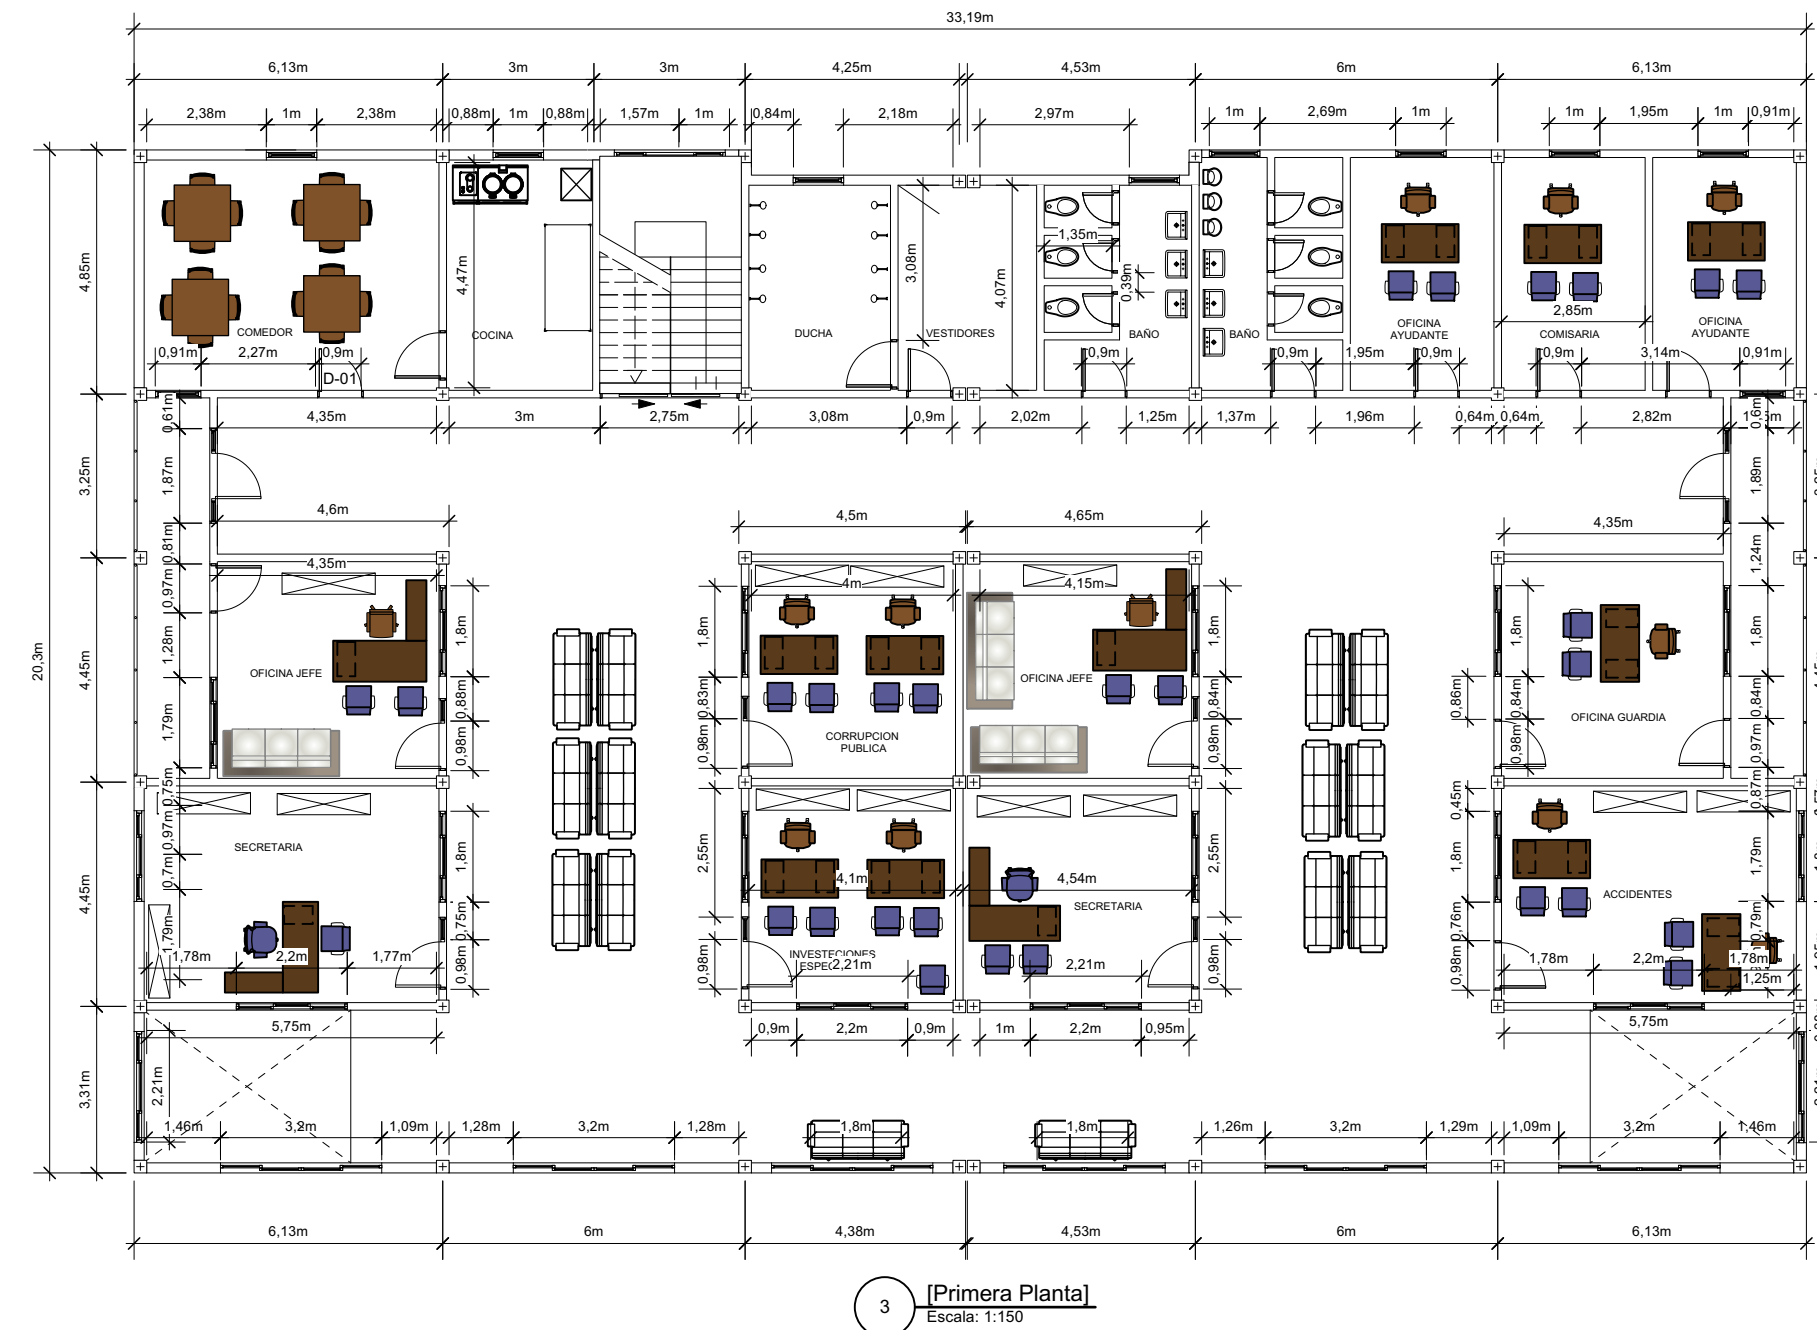 33,19m
6,13m 3m 3m 4,25m 4,53m 6m 6,13m
2,38m 1m 2,38m 0,88m 1m 0,88m 1,57m 1m 0,84m 2,18m 2,97m 1m 2,69m 1m 1m 1,95m 1m 0,91m
20,3m
4,85m
3,25m
4,45m
4,45m
3,31m
COMEDOR
0,91m 2,27m 0,9m
D-01
4,47m
COCINA
DUCHA
3,08m
VESTIDORES
4,07m
1,35m
0,39m
BAÑO
0,9m
BAÑO
0,9m 1,95m 0,9m
OFICINA
AYUDANTE
2,85m
COMISARIA
0,9m 3,14m 0,91m
OFICINA
AYUDANTE
4,35m 3m 2,75m 3,08m 0,9m 2,02m 1,25m 1,37m 1,96m 0,64m 0,64m 2,82m
0,61m
1,87m
0,81m
0,97m
1,28m
1,79m
0,75m
0,97m
0,7m
1,79m
4,6m 4,5m 4,65m 4,35m
4,35m
OFICINA JEFE
1,8m
0,88m
0,98m
4m
1,8m
0,83m
0,98m
CORRUPCION
PUBLICA
4,15m
OFICINA JEFE
1,8m
0,84m
0,98m
0,86m
1,8m
0,84m
0,98m
OFICINA GUARDIA
0,6m
1,89m
1,24m
1,8m
0,84m
0,97m
0,87m
1,79m
0,79m
SECRETARIA
1,8m
0,75m
0,98m
1,78m 2,2m 1,77m
2,55m
0,98m
4,1m
INVESTECIONES
2,21m
4,54m
SECRETARIA
2,21m
2,55m
0,98m
0,45m
1,8m
0,76m
0,98m
ACCIDENTES
1,78m 2,2m 1,78m
1,25m
5,75m 0,9m 2,2m 0,9m 1m 2,2m 0,95m 5,75m
2,21m
1,46m 3,2m 1,09m 1,28m 3,2m 1,28m 1,8m 1,8m 1,26m 3,2m 1,29m 1,09m 3,2m 1,46m
6,13m 6m 4,38m 4,53m 6m 6,13m
3
[Primera Planta]
Escala: 1:150